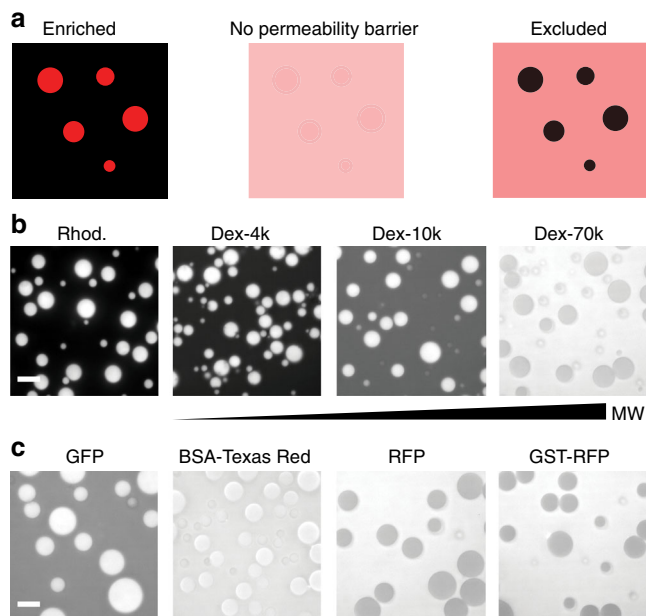 a
Enriched No permeability barrier Excluded
b
Rhod. Dex-4k Dex-10k Dex-70k
MW
c
GFP BSA-Texas Red RFP GST-RFP